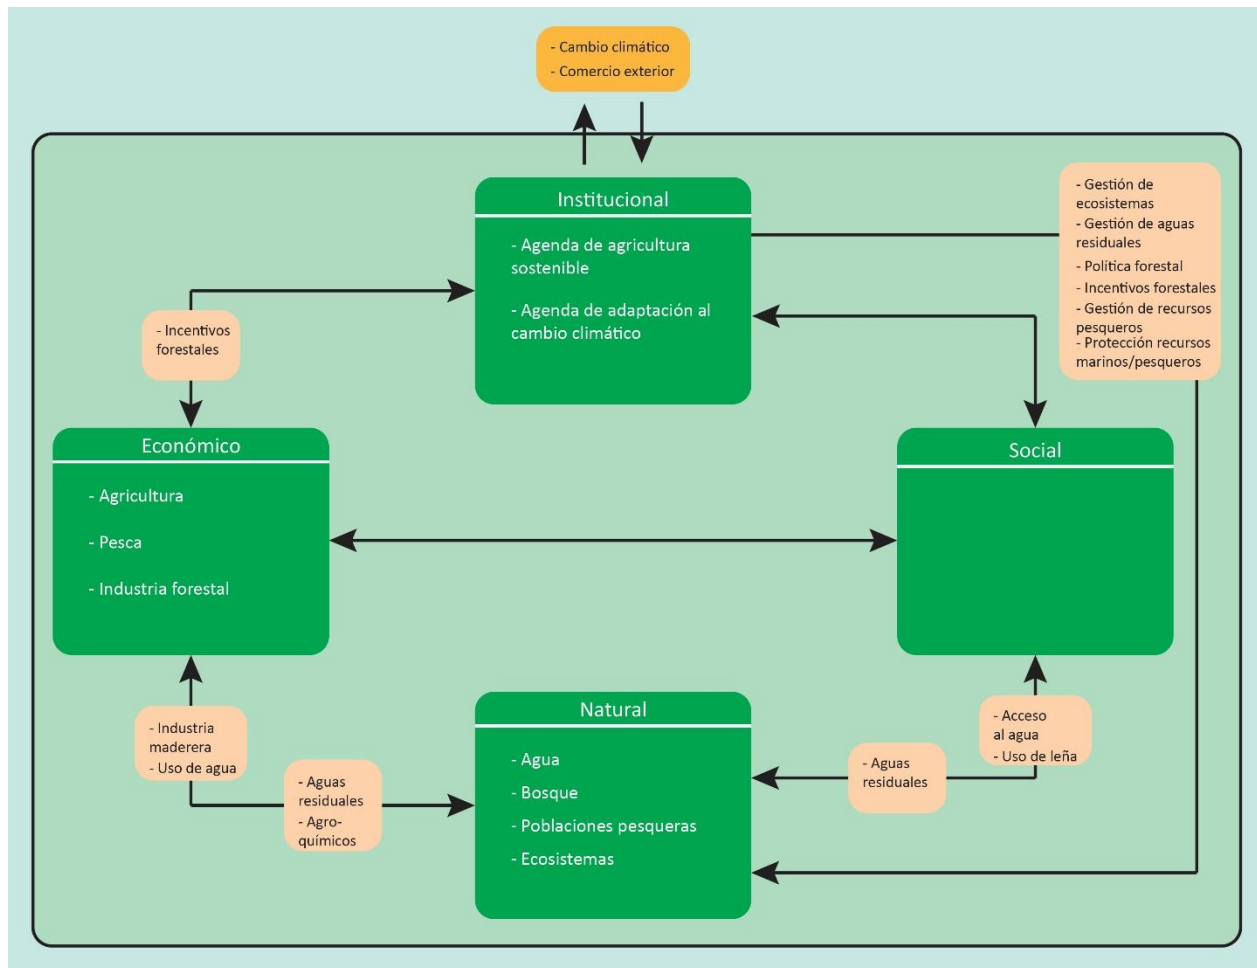 - Cambio climático
- Comercio exterior
Institucional
- Agenda de agricultura
sostenible
- Agenda de adaptación al
cambio climático
- Gestión de
ecosistemas
- Gestión de aguas
residuales
- Política forestal
- Incentivos forestales
- Gestión de recursos
pesqueros
- Protección recursos
marinos/pesqueros
- Incentivos
forestales
Económico
- Agricultura
- Pesca
- Industria forestal
Social
- Industria
maderera
- Uso de agua
- Aguas
residuales
- Agro-
químicos
Natural
- Agua
- Bosque
- Poblaciones pesqueras
- Ecosistemas
- Aguas
residuales
- Acceso
al agua
- Uso de leña